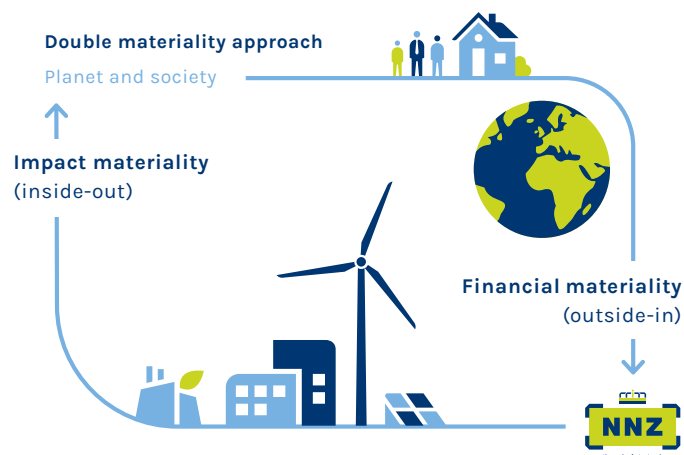 Double materiality approach
Planet and society
Impact materiality
(inside-out)
Financial materiality
(outside-in)
NNZ